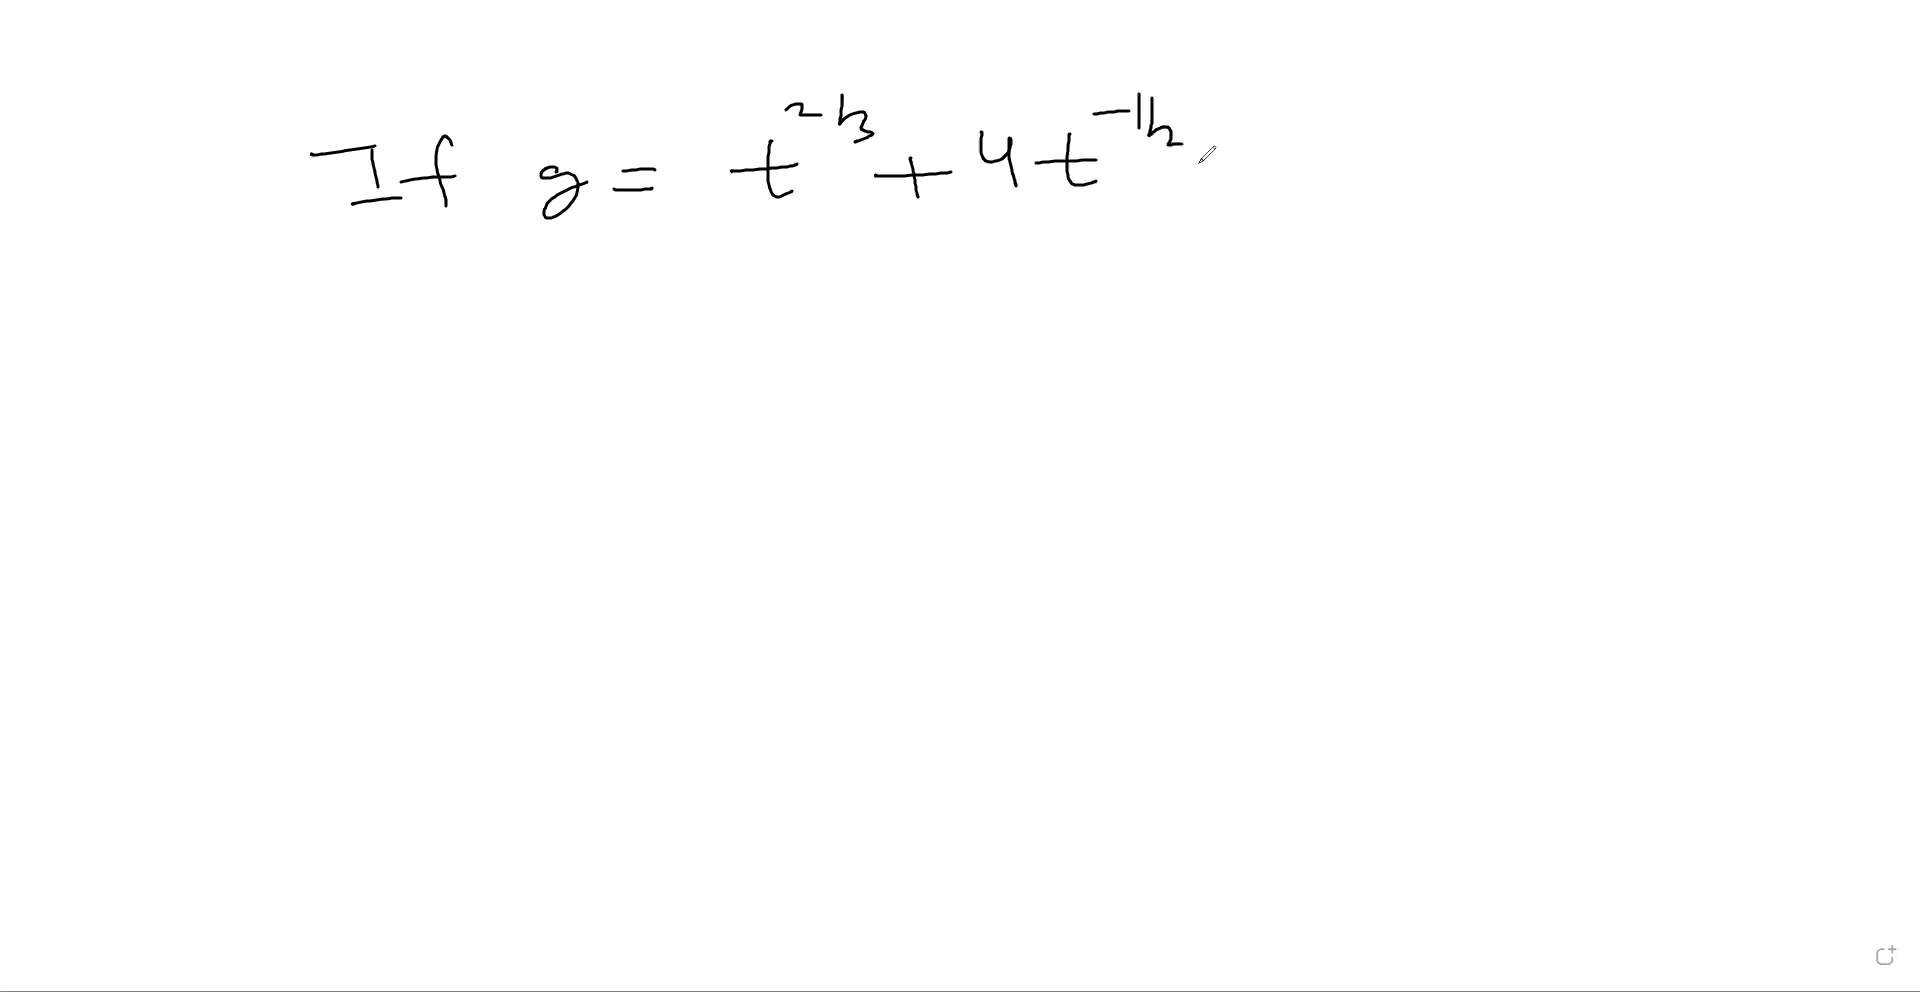 If g = t^{2/3} + 4t^{-1/2}